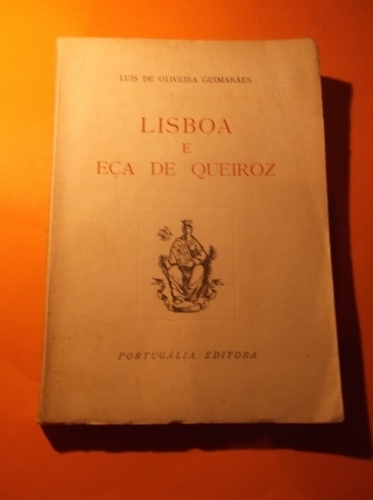 LUIS DE OLIVEIRA GUIMARÃES
LISBOA
E
EÇA DE QUEIROZ
PORTUGÁLIA EDITORA